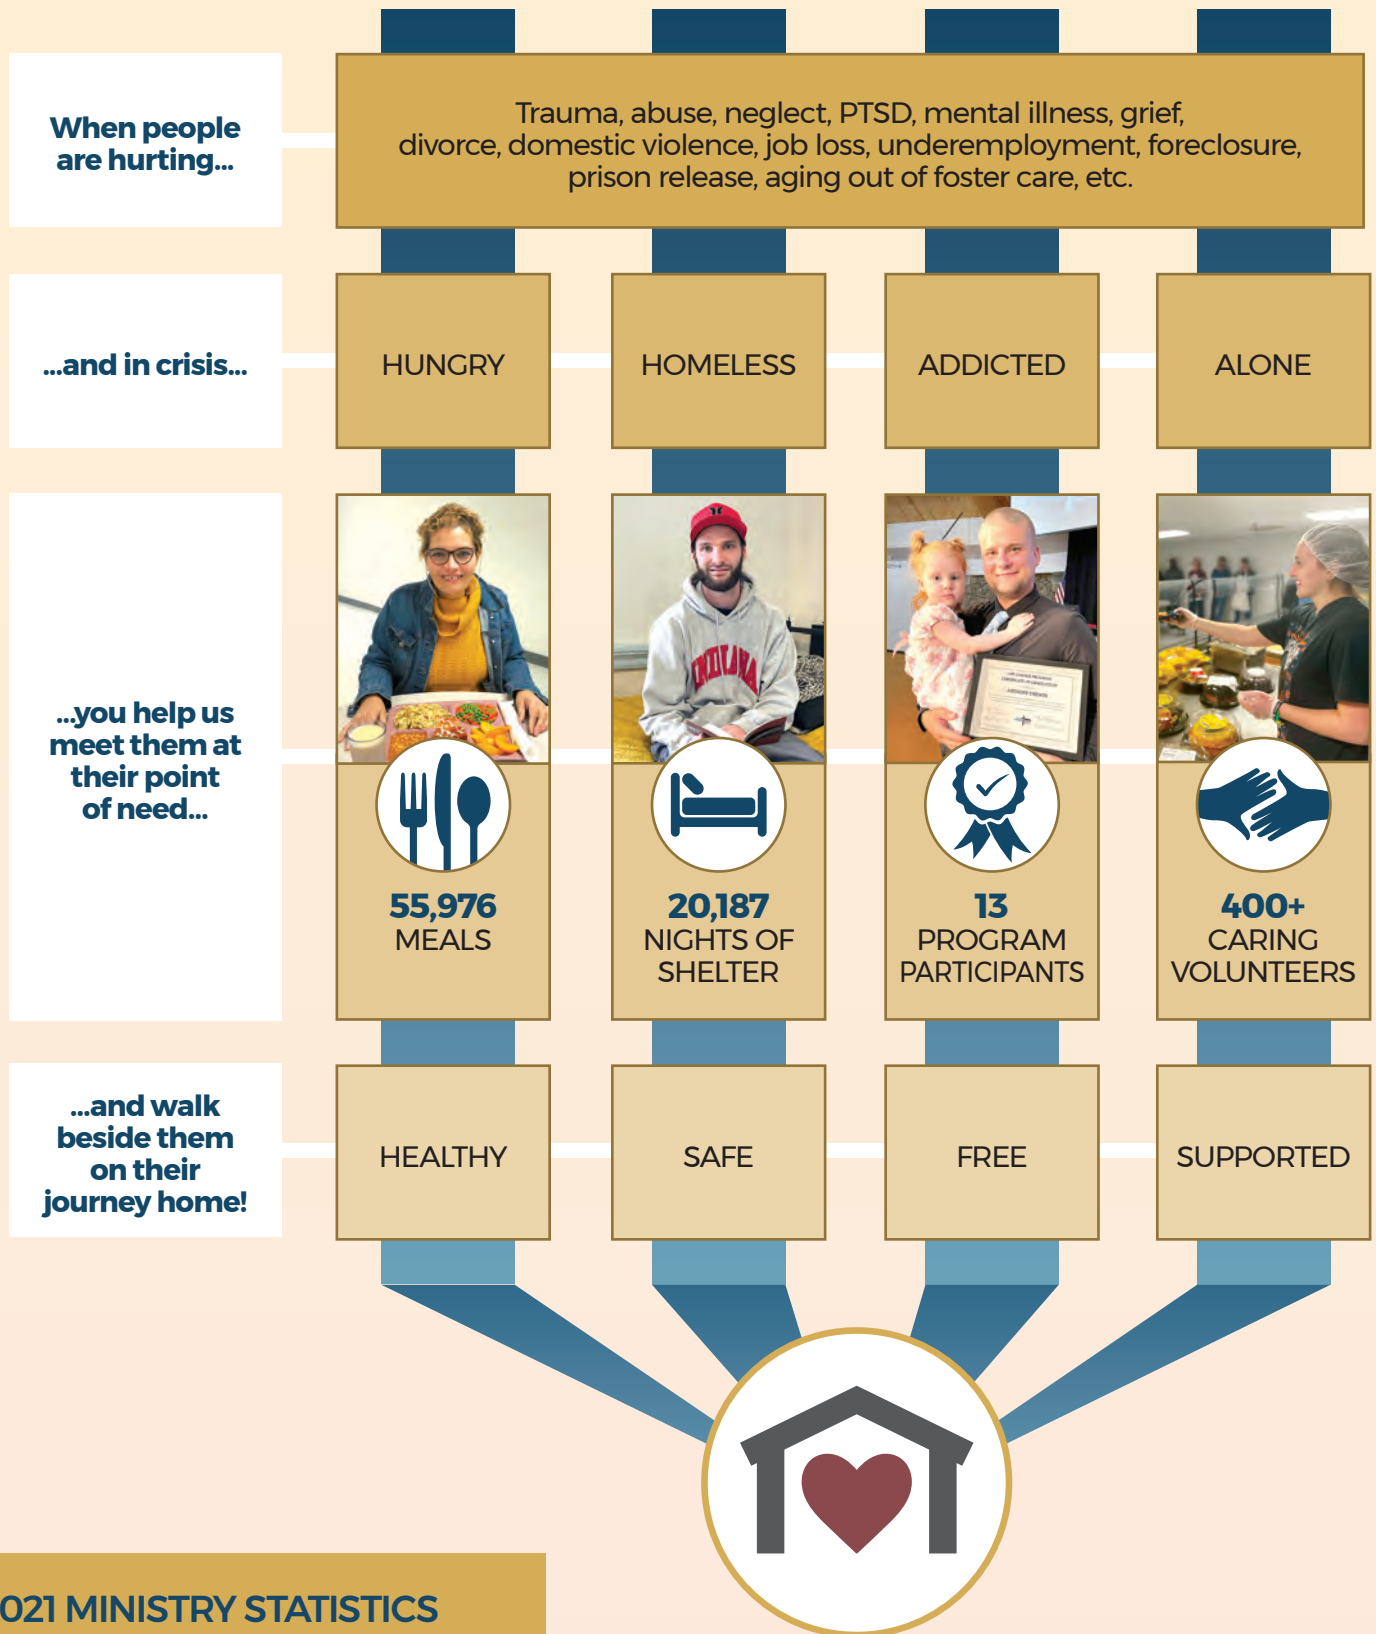 When people
are hurting...
Trauma, abuse, neglect, PTSD, mental illness, grief,
divorce, domestic violence, job loss, underemployment, foreclosure,
prison release, aging out of foster care, etc.
...and in crisis...
HUNGRY
HOMELESS
ADDICTED
ALONE
...you help us
meet them at
their point
of need...
INDIANA
55,976
MEALS
20,187
NIGHTS OF
SHELTER
13
PROGRAM
PARTICIPANTS
400+
CARING
VOLUNTEERS
...and walk
beside them
on their
journey home!
HEALTHY
SAFE
FREE
SUPPORTED
021 MINISTRY STATISTICS